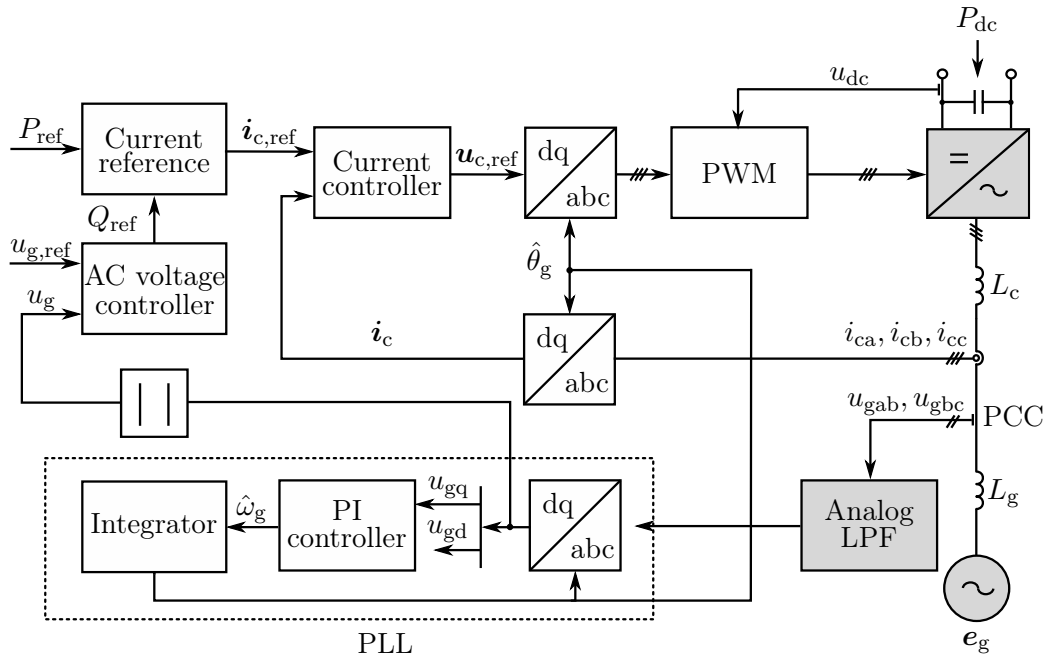 P_dc
u_dc
P_ref
Current
reference
i_c,ref
Current
controller
u_c,ref
dq
abc
PWM
=
∼
Q_ref
u_g,ref
AC voltage
controller
u_g
θ̂_g
L_c
i_c
dq
abc
i_ca, i_cb, i_cc
u_gab, u_gbc
PCC
| |
Integrator
ω̂_g
PI
controller
u_gq
u_gd
dq
abc
Analog
LPF
L_g
∼
e_g
PLL